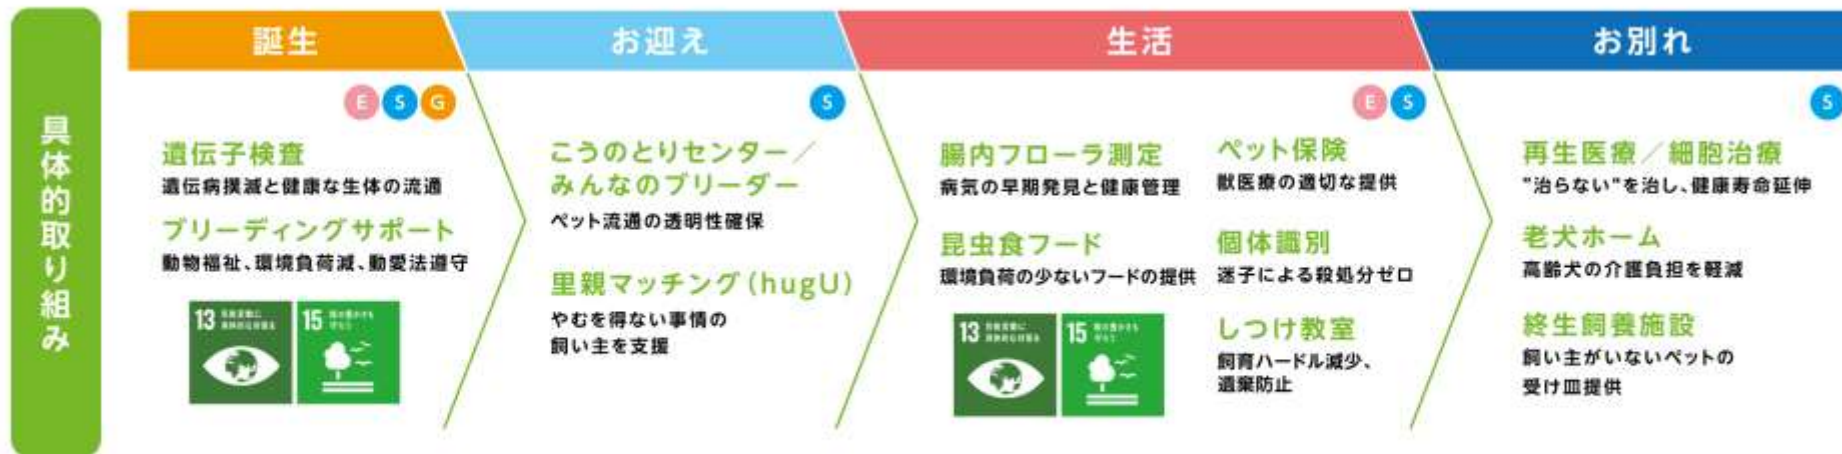 具体的取り組み
誕生
E S G
遺伝子検査
遺伝病撲滅と健康な生体の流通
ブリーディングサポート
動物福祉、環境負荷減、動愛法遵守
13
15
お迎え
S
こうのとりセンター／
みんなのブリーダー
ペット流通の透明性確保
里親マッチング(hugU)
やむを得ない事情の
飼い主を支援
生活
E S
腸内フローラ測定
病気の早期発見と健康管理
昆虫食フード
環境負荷の少ないフードの提供
13
15
ペット保険
獣医療の適切な提供
個体識別
迷子による殺処分ゼロ
しつけ教室
飼育ハードル減少、
遺棄防止
お別れ
S
再生医療／細胞治療
"治らない"を治し、健康寿命延伸
老犬ホーム
高齢犬の介護負担を軽減
終生飼養施設
飼い主がいないペットの
受け皿提供